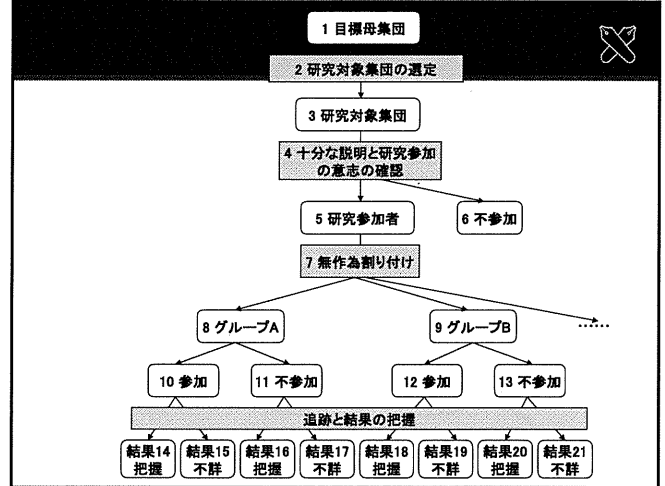 1 目標母集団
2 研究対象集団の選定
3 研究対象集団
4 十分な説明と研究参加
の意志の確認
5 研究参加者
6 不参加
7 無作為割り付け
8 グループA
9 グループB
……
10 参加
11 不参加
12 参加
13 不参加
追跡と結果の把握
結果14
把握
結果15
不詳
結果16
把握
結果17
不詳
結果18
把握
結果19
不詳
結果20
把握
結果21
不詳